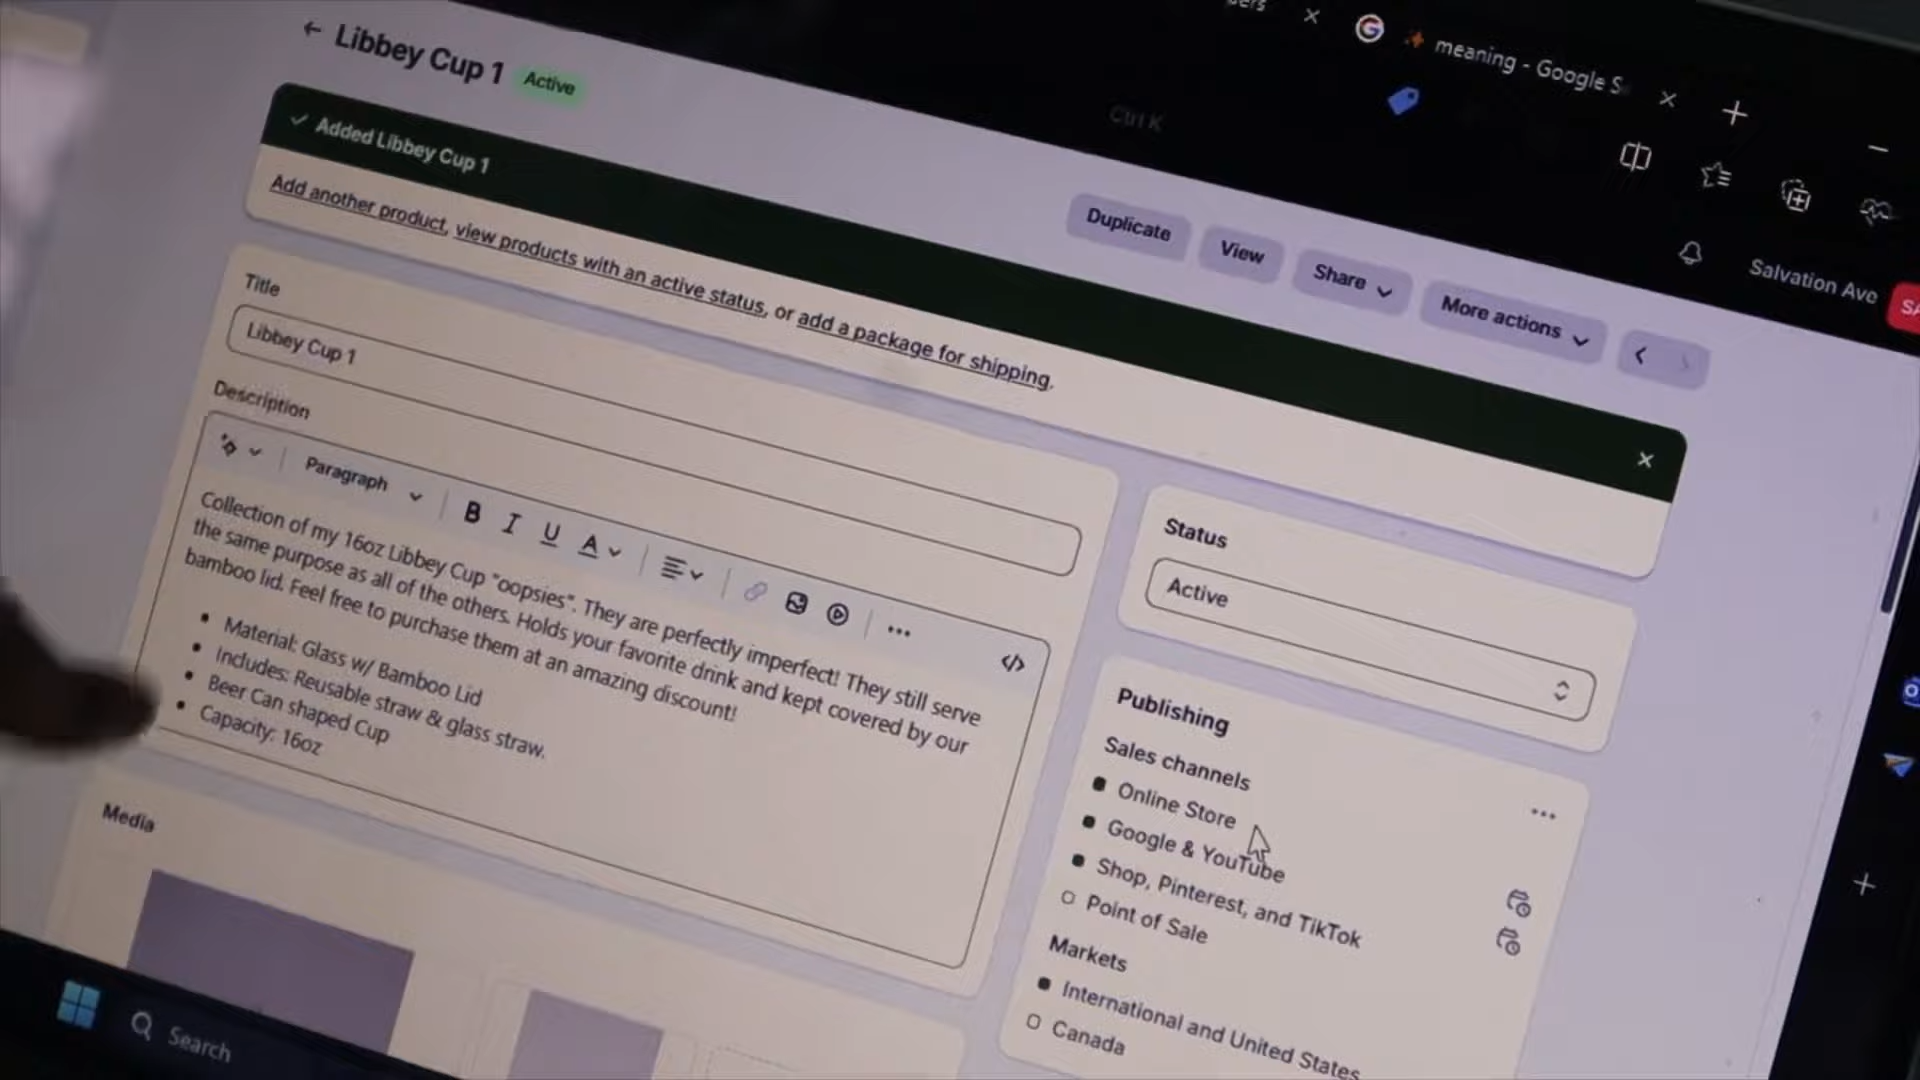 meaning - Google S
Ctrl K
Salvation Ave
← Libbey Cup 1 Active
Duplicate View Share More actions
Added Libbey Cup 1
Add another product, view products with an active status, or add a package for shipping.
Title
Libbey Cup 1
Description
Paragraph
B I U A
Collection of my 16oz Libbey Cup "oopsies". They are perfectly imperfect! They still serve
the same purpose as all of the others. Holds your favorite drink and kept covered by our
bamboo lid. Feel free to purchase them at an amazing discount!
• Material: Glass w/ Bamboo Lid
• Includes: Reusable straw & glass straw.
• Beer Can shaped Cup
• Capacity: 16oz
Media
Status
Active
Publishing
Sales channels
Online Store
Google & YouTube
Shop, Pinterest, and TikTok
Point of Sale
Markets
International and United States
Canada
Search